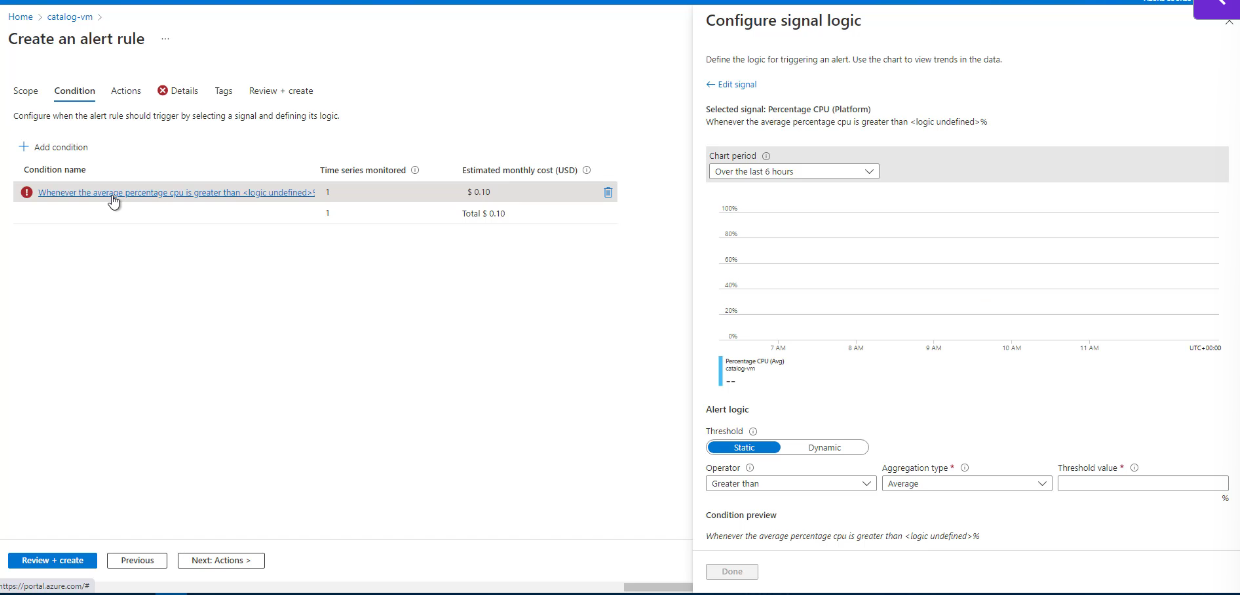 Home > catalog-vm >
Create an alert rule ...
Scope Condition Actions Details Tags Review + create
Configure when the alert rule should trigger by selecting a signal and defining its logic.
+ Add condition
Condition name Time series monitored Estimated monthly cost (USD)
Whenever the average percentage cpu is greater than <logic undefined> 1 $ 0.10
1 Total $ 0.10
Review + create Previous Next: Actions >
https://portal.azure.com/#
Configure signal logic
Define the logic for triggering an alert. Use the chart to view trends in the data.
← Edit signal
Selected signal: Percentage CPU (Platform)
Whenever the average percentage cpu is greater than <logic undefined>%
Chart period
Over the last 6 hours
100%
80%
60%
40%
20%
0%
7 AM 8 AM 9 AM 10 AM 11 AM UTC+00:00
Percentage CPU (Avg)
catalog-vm
--
Alert logic
Threshold
Static Dynamic
Operator Aggregation type * Threshold value *
Greater than Average
%
Condition preview
Whenever the average percentage cpu is greater than <logic undefined>%
Done